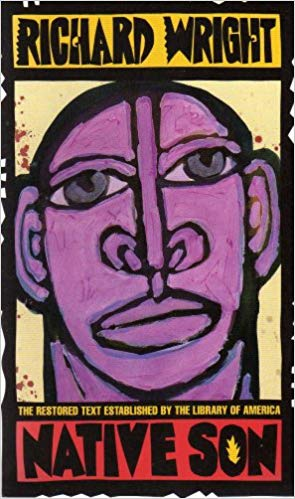 RICHARD WRIGHT
THE RESTORED TEXT ESTABLISHED BY THE LIBRARY OF AMERICA
NATIVE SON